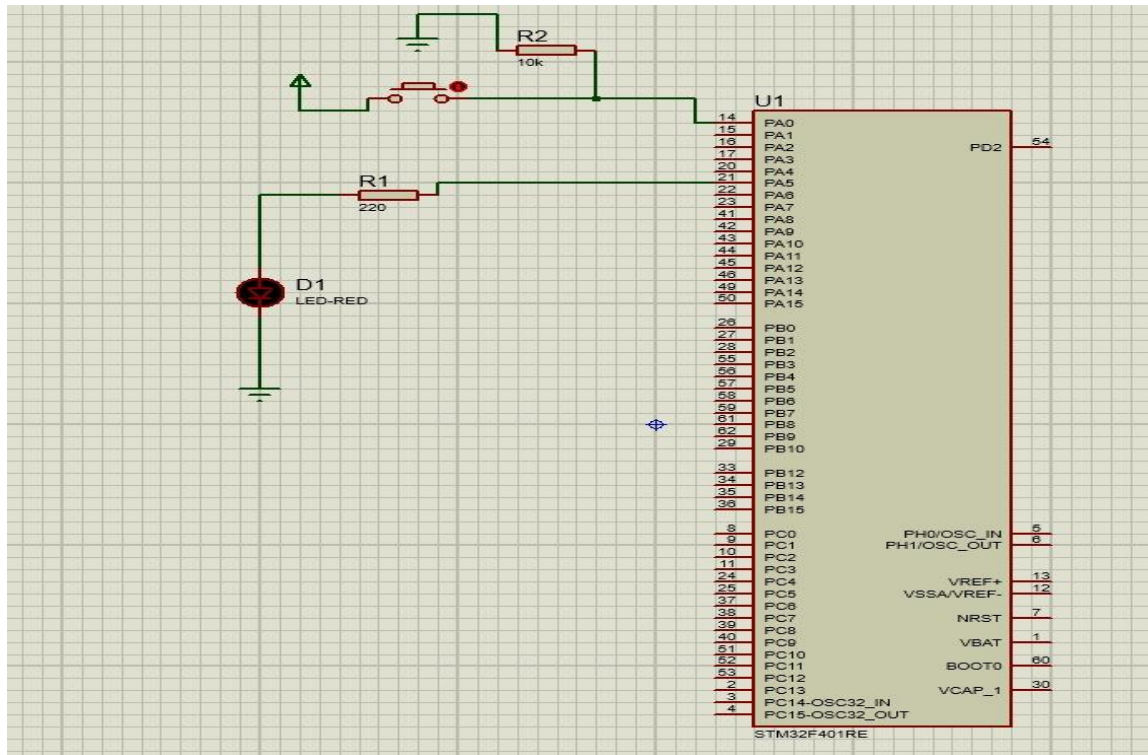 R2
10k
U1
14 PA0
15 PA1
16 PA2
17 PA3
20 PA4
21 PA5
22 PA6
23 PA7
41 PA8
42 PA9
43 PA10
44 PA11
45 PA12
46 PA13
49 PA14
50 PA15
PD2 54
R1
220
D1
LED-RED
26 PB0
27 PB1
28 PB2
55 PB3
56 PB4
57 PB5
58 PB6
59 PB7
61 PB8
62 PB9
29 PB10
33 PB12
34 PB13
35 PB14
36 PB15
8 PC0
9 PC1
10 PC2
11 PC3
24 PC4
25 PC5
37 PC6
38 PC7
39 PC8
40 PC9
51 PC10
52 PC11
53 PC12
2 PC13
3 PC14-OSC32_IN
4 PC15-OSC32_OUT
PH0/OSC_IN 5
PH1/OSC_OUT 6
VREF+ 13
VSSA/VREF- 12
NRST 7
VBAT 1
BOOT0 60
VCAP_1 30
STM32F401RE